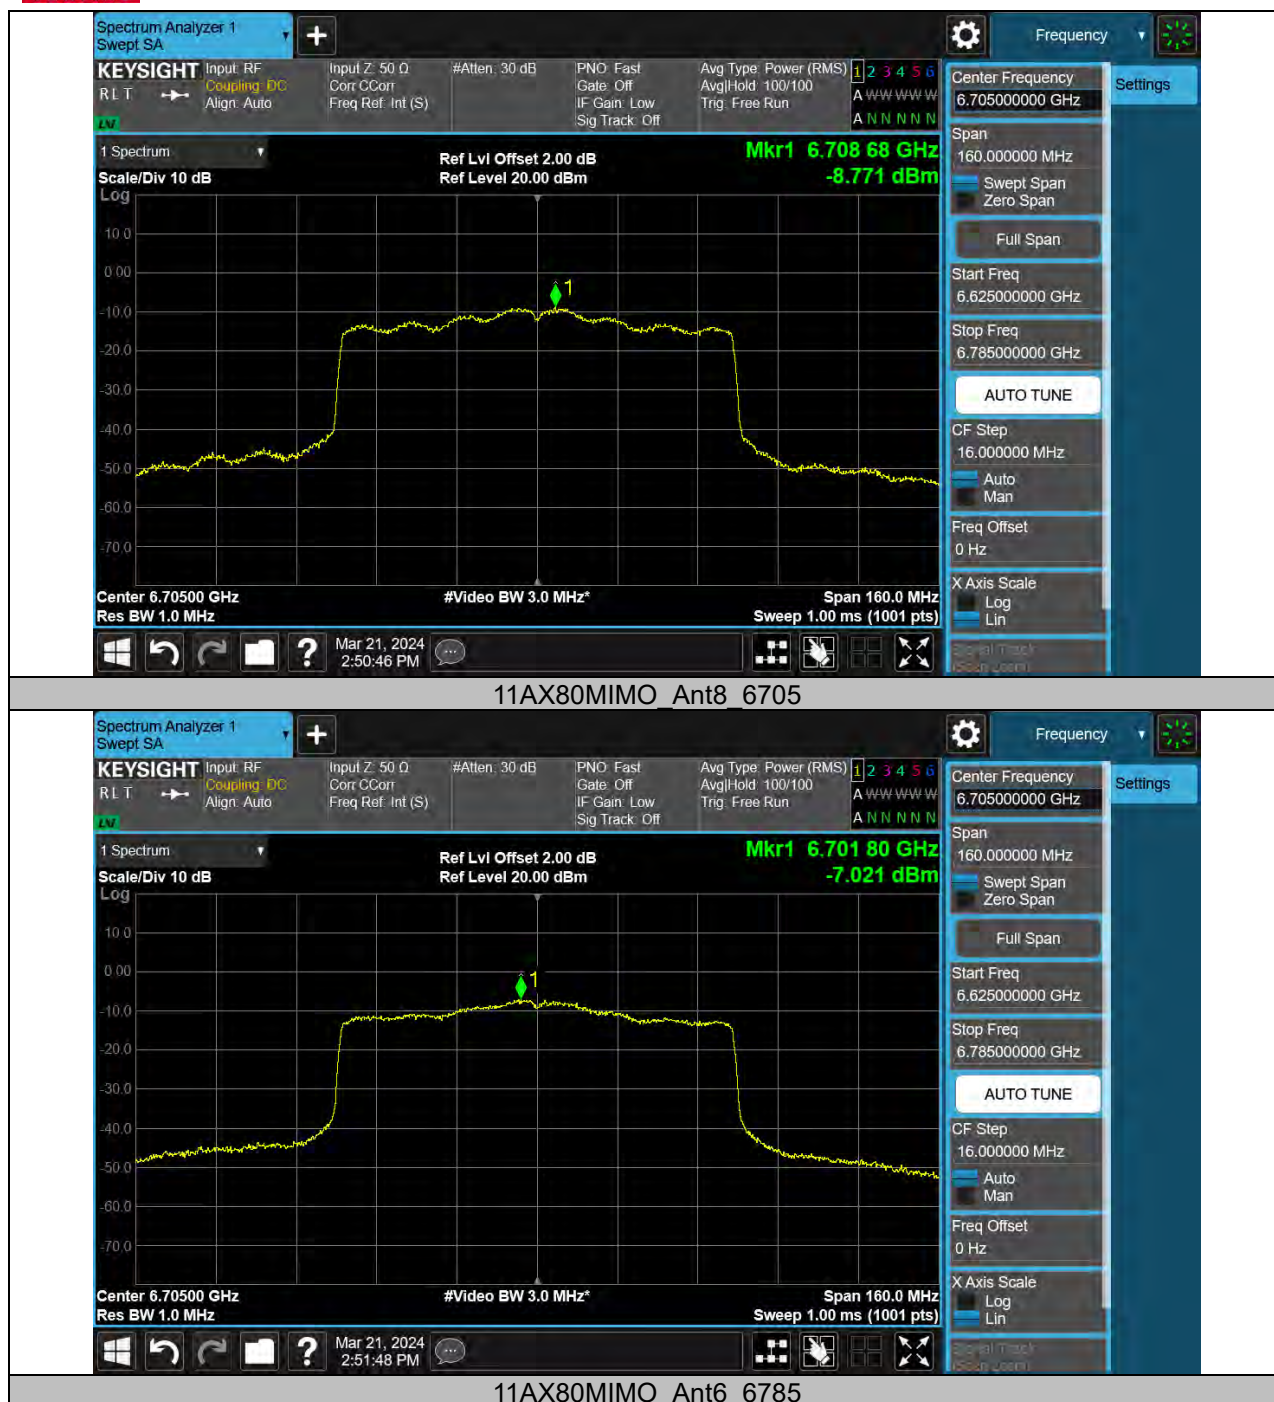 Spectrum Analyzer 1
Swept SA
Frequency
KEYSIGHT
RLT
LNI
Input: RF
Coupling: DC
Align: Auto
Input Z: 50 Ω
Corr CCorr
Freq Ref: Int (S)
#Atten: 30 dB
PNO: Fast
Gate: Off
IF Gain: Low
Sig Track: Off
Avg Type: Power (RMS)
Avg|Hold: 100/100
Trig: Free Run
1 2 3 4 5 6
A W W W W W
A N N N N N
1 Spectrum
Scale/Div 10 dB
Log
Ref Lvl Offset 2.00 dB
Ref Level 20.00 dBm
Mkr1 6.708 68 GHz
-8.771 dBm
1
10.0
0.00
-10.0
-20.0
-30.0
-40.0
-50.0
-60.0
-70.0
Center 6.70500 GHz
Res BW 1.0 MHz
#Video BW 3.0 MHz*
Span 160.0 MHz
Sweep 1.00 ms (1001 pts)
Mar 21, 2024
2:50:46 PM
Center Frequency
6.705000000 GHz
Span
160.000000 MHz
Swept Span
Zero Span
Full Span
Start Freq
6.625000000 GHz
Stop Freq
6.785000000 GHz
AUTO TUNE
CF Step
16.000000 MHz
Auto
Man
Freq Offset
0 Hz
X Axis Scale
Log
Lin
Signal Track
(Span Zoom)
Settings
11AX80MIMO_Ant8_6705
Spectrum Analyzer 1
Swept SA
Frequency
KEYSIGHT
RLT
LNI
Input: RF
Coupling: DC
Align: Auto
Input Z: 50 Ω
Corr CCorr
Freq Ref: Int (S)
#Atten: 30 dB
PNO: Fast
Gate: Off
IF Gain: Low
Sig Track: Off
Avg Type: Power (RMS)
Avg|Hold: 100/100
Trig: Free Run
1 2 3 4 5 6
A W W W W W
A N N N N N
1 Spectrum
Scale/Div 10 dB
Log
Ref Lvl Offset 2.00 dB
Ref Level 20.00 dBm
Mkr1 6.701 80 GHz
-7.021 dBm
1
10.0
0.00
-10.0
-20.0
-30.0
-40.0
-50.0
-60.0
-70.0
Center 6.70500 GHz
Res BW 1.0 MHz
#Video BW 3.0 MHz*
Span 160.0 MHz
Sweep 1.00 ms (1001 pts)
Mar 21, 2024
2:51:48 PM
Center Frequency
6.705000000 GHz
Span
160.000000 MHz
Swept Span
Zero Span
Full Span
Start Freq
6.625000000 GHz
Stop Freq
6.785000000 GHz
AUTO TUNE
CF Step
16.000000 MHz
Auto
Man
Freq Offset
0 Hz
X Axis Scale
Log
Lin
Signal Track
(Span Zoom)
Settings
11AX80MIMO_Ant6_6785